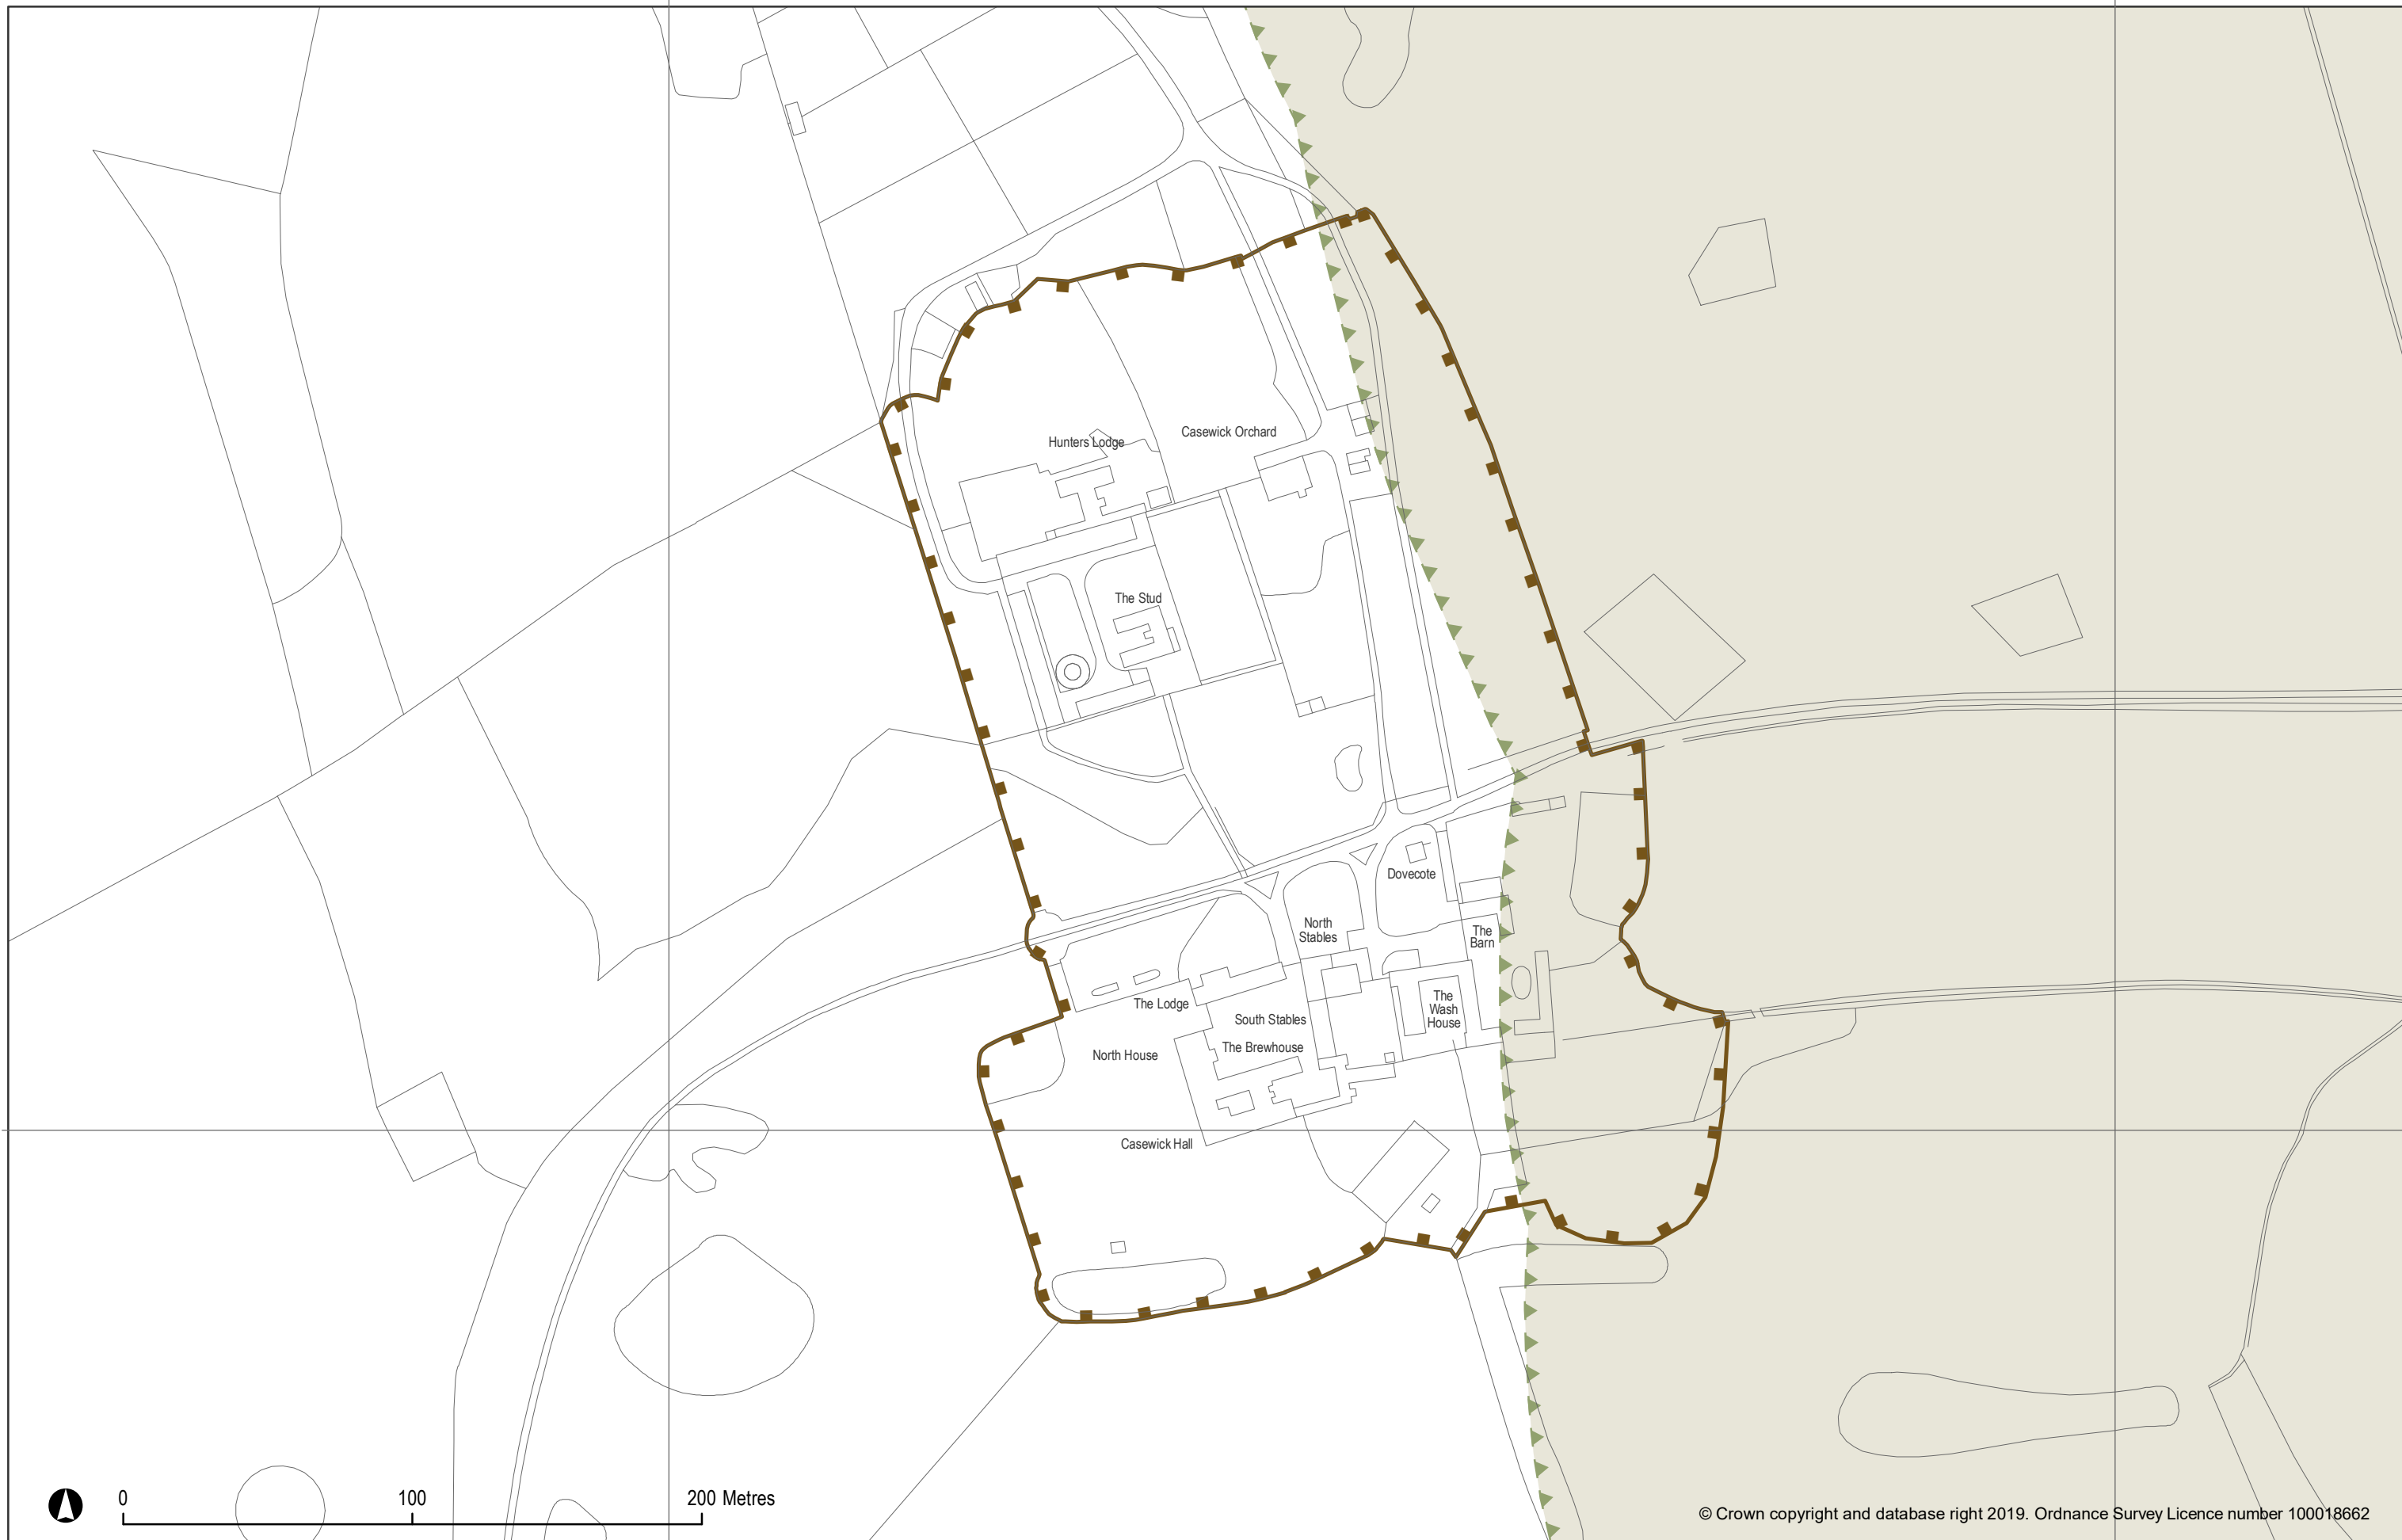 Casewick Orchard
Hunters Lodge
The Stud
Dovecote
North
Stables
The
Barn
The Lodge
The
Wash
House
South Stables
The Brewhouse
North House
Casewick Hall
0
100
200 Metres
© Crown copyright and database right 2019. Ordnance Survey Licence number 100018662